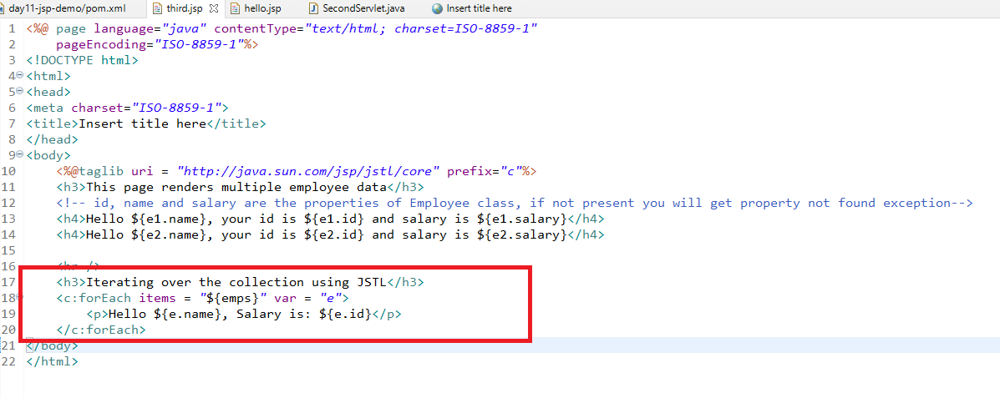 day11-jsp-demo/pom.xml third.jsp hello.jsp SecondServlet.java Insert title here
1 <%@ page language="java" contentType="text/html; charset=ISO-8859-1"
2 pageEncoding="ISO-8859-1"%>
3 <!DOCTYPE html>
4 <html>
5 <head>
6 <meta charset="ISO-8859-1">
7 <title>Insert title here</title>
8 </head>
9 <body>
10 <%@taglib uri = "http://java.sun.com/jsp/jstl/core" prefix="c"%>
11 <h3>This page renders multiple employee data</h3>
12 <!-- id, name and salary are the properties of Employee class, if not present you will get property not found exception-->
13 <h4>Hello ${e1.name}, your id is ${e1.id} and salary is ${e1.salary}</h4>
14 <h4>Hello ${e2.name}, your id is ${e2.id} and salary is ${e2.salary}</h4>
15
16 <hr />
17 <h3>Iterating over the collection using JSTL</h3>
18 <c:forEach items = "${emps}" var = "e">
19 <p>Hello ${e.name}, Salary is: ${e.id}</p>
20 </c:forEach>
21 </body>
22 </html>